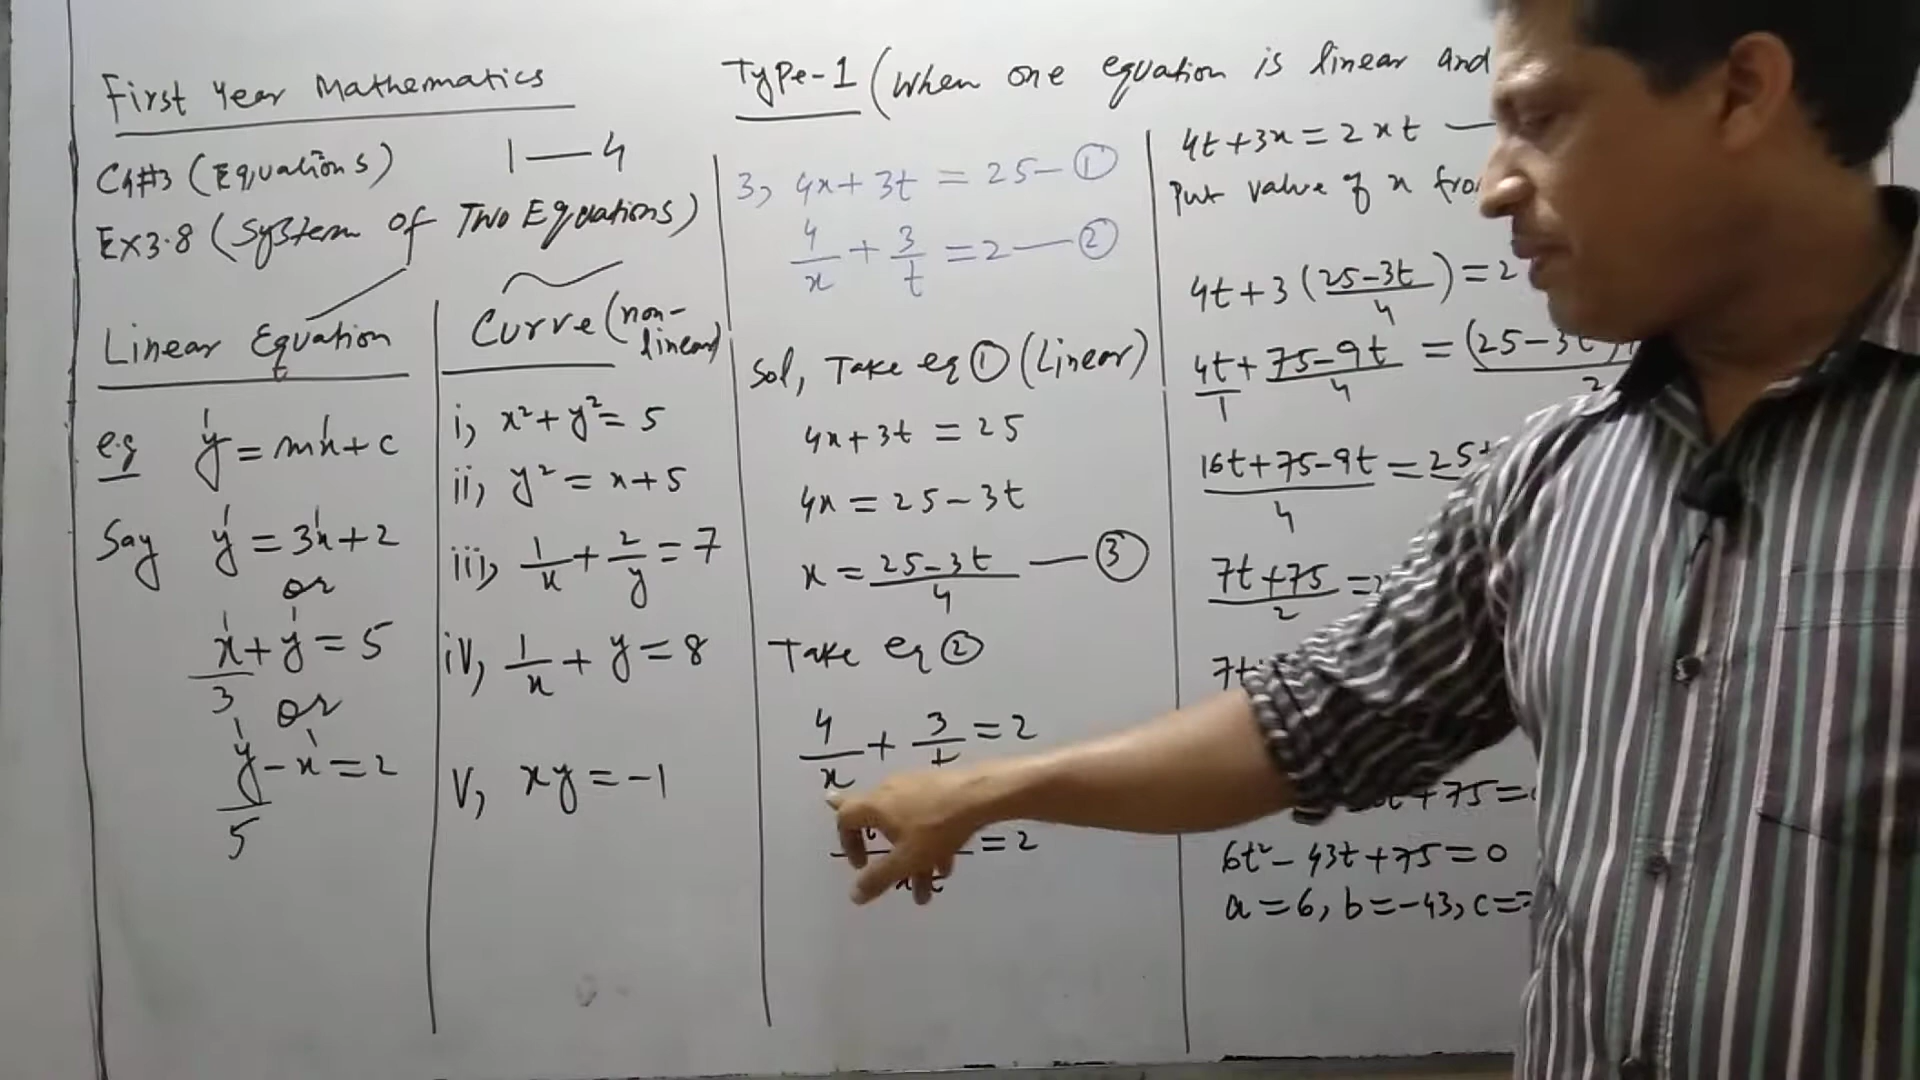 First Year Mathematics
CH#3 (Equations) 1—4
EX3.8 (System of Two Equations)
Linear Equation
e.g y = mx + c
Say y = 3x + 2
or
x/3 + y = 5
or
y/5 - x = 2
Curve (non-linear)
i, x² + y² = 5
ii, y² = x + 5
iii, 1/x + 2/y = 7
iv, 1/x + y = 8
v, xy = -1
Type-1 (When one equation is linear and
3, 4x + 3t = 25 — ①
4/x + 3/t = 2 — ②
Sol, Take eq ① (Linear)
4x + 3t = 25
4x = 25 - 3t
x = (25 - 3t)/4 — ③
Take eq ②
4/x + 3/t = 2
= 2
4t + 3x = 2xt —
Put value of x
4t + 3 ((25 - 3t)/4) = 2
4t/1 + (75 - 9t)/4 = (25 - 3t)
(16t + 75 - 9t)/4 = 25t
(7t + 75)/2 =
7t
+ 75 =
6t² - 43t + 75 = 0
a = 6, b = -43, c =